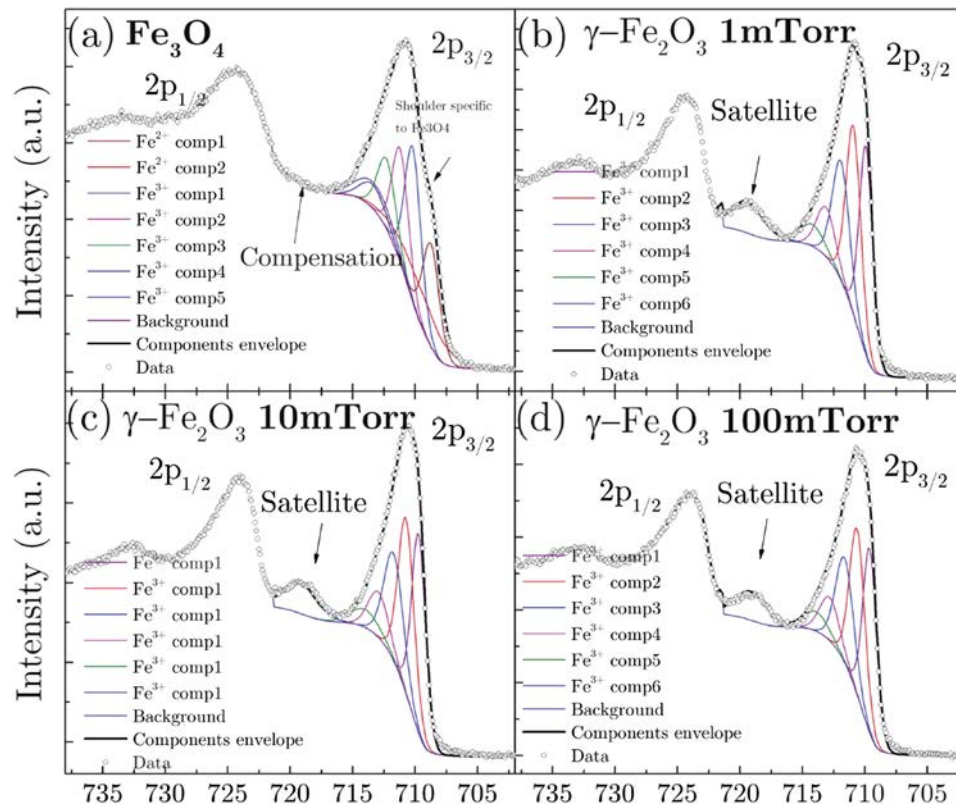 (a) Fe₃O₄
2p₃/₂
2p₁/₂
Shoulder specific
to Fe3O4
Fe²⁺ comp1
Fe²⁺ comp2
Fe³⁺ comp1
Fe³⁺ comp2
Fe³⁺ comp3
Fe³⁺ comp4
Fe³⁺ comp5
Background
Components envelope
Data
Compensation
Intensity (a.u.)
(b) γ−Fe₂O₃ 1mTorr
2p₃/₂
2p₁/₂
Satellite
Fe³⁺ comp1
Fe³⁺ comp2
Fe³⁺ comp3
Fe³⁺ comp4
Fe³⁺ comp5
Fe³⁺ comp6
Background
Components envelope
Data
(c) γ−Fe₂O₃ 10mTorr
2p₃/₂
2p₁/₂
Satellite
Fe comp1
Fe³⁺ comp1
Fe³⁺ comp1
Fe³⁺ comp1
Fe³⁺ comp1
Fe³⁺ comp1
Background
Components envelope
Data
Intensity (a.u.)
(d) γ−Fe₂O₃ 100mTorr
2p₃/₂
2p₁/₂
Satellite
Fe comp1
Fe³⁺ comp2
Fe³⁺ comp3
Fe³⁺ comp4
Fe³⁺ comp5
Fe³⁺ comp6
Background
Components envelope
Data
735 730 725 720 715 710 705
735 730 725 720 715 710 705